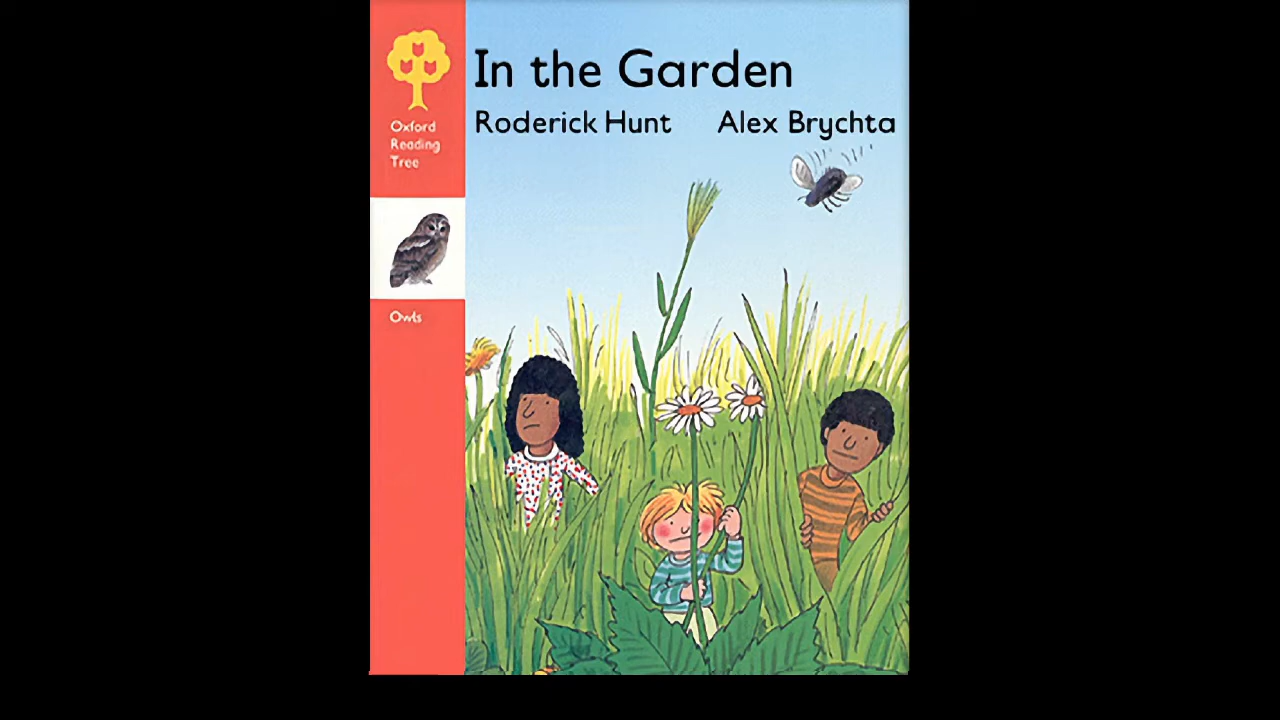 In the Garden
Roderick Hunt Alex Brychta
Oxford
Reading
Tree
Owls